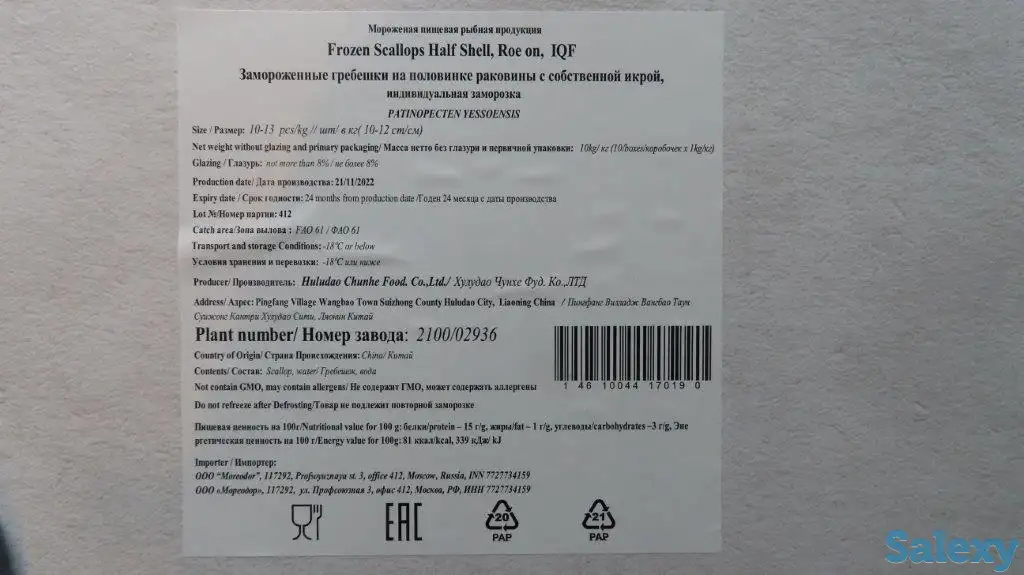 Мороженая пищевая рыбная продукция
Frozen Scallops Half Shell, Roe on, IQF
Замороженные гребешки на половинке раковины с собственной икрой,
индивидуальная заморозка
PATINOPECTEN YESSOENSIS
Size / Размер: 10-13 pcs/kg // шт/ в кг( 10-12 cm/см)
Net weight without glazing and primary packaging/ Масса нетто без глазури и первичной упаковки: 10kg/ кг (10/boxes/коробочек x 1kg/кг)
Glazing / Глазурь: not more than 8% / не более 8%
Production date/ Дата производства: 21/11/2022
Expiry date / Срок годности: 24 months from production date /Годен 24 месяца с даты производства
Lot №/Номер партии: 412
Catch area/Зона вылова : FAO 61 / ФАО 61
Transport and storage Conditions: -18°C or below
Условия хранения и перевозки: -18°C или ниже
Producer/ Производитель: Huludao Chunhe Food. Co.,Ltd./ Хулудао Чунхе Фуд. Ко.,ЛТД
Address/ Адрес: Pingfang Village Wangbao Town Suizhong County Huludao City, Liaoning China / Пингфанг Вилладж Вангбао Таун
Суижонг Кантри Хулудао Сити, Ляонин Китай
Plant number/ Номер завода: 2100/02936
Country of Origin/ Страна Происхождения: China/ Китай
Contents/ Состав: Scallop, water/ Гребешок, вода
Not contain GMO, may contain allergens/ Не содержит ГМО, может содержать аллергены
1 46 10044 17019 0
Do not refreeze after Defrosting/Товар не подлежит повторной заморозке
Пищевая ценность на 100г/Nutritional value for 100 g: белки/protein – 15 г/g, жиры/fat – 1 г/g, углеводы/carbohydrates –3 г/g, Эне
ргетическая ценность на 100 г/Energy value for 100g: 81 ккал/kcal, 339 кДж/ kJ
Importer / Импортер:
ООО "Moreodor", 117292, Profsoyuznaya st. 3, office 412, Moscow, Russia, INN 7727734159
ООО «Мореодор», 117292, ул. Профсоюзная 3, офис 412, Москва, РФ, ИНН 7727734159
EAC
20
PAP
21
PAP
Salexy